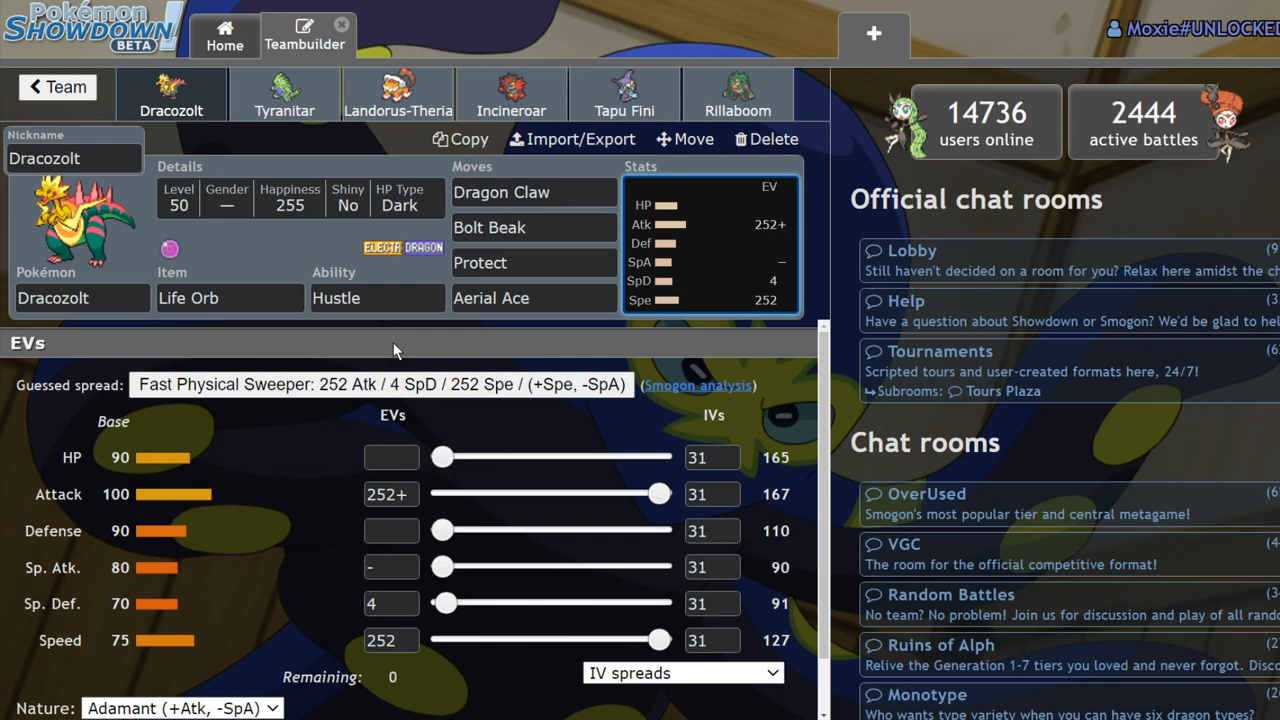 Pokémon
SHOWDOWN!
BETA
Home
Teambuilder
+
Moxie#UNLOCKED
Team
Dracozolt
Tyranitar
Landorus-Theria
Incineroar
Tapu Fini
Rillaboom
Copy
Import/Export
Move
Delete
Nickname
Dracozolt
Details
Level
50
Gender
—
Happiness
255
Shiny
No
HP Type
Dark
ELECTR DRAGON
Pokémon
Dracozolt
Item
Life Orb
Ability
Hustle
Moves
Dragon Claw
Bolt Beak
Protect
Aerial Ace
Stats
EV
HP
Atk 252+
Def
SpA –
SpD 4
Spe 252
EVs
Guessed spread: Fast Physical Sweeper: 252 Atk / 4 SpD / 252 Spe / (+Spe, -SpA) (Smogon analysis)
Base EVs IVs
HP 90 31 165
Attack 100 252+ 31 167
Defense 90 31 110
Sp. Atk. 80 - 31 90
Sp. Def. 70 4 31 91
Speed 75 252 31 127
Remaining: 0
IV spreads
Nature: Adamant (+Atk, -SpA)
14736
users online
2444
active battles
Official chat rooms
Lobby (9
Still haven't decided on a room for you? Relax here amidst the ch
Help (3
Have a question about Showdown or Smogon? We'd be glad to hel
Tournaments (6
Scripted tours and user-created formats here, 24/7!
↳Subrooms: Tours Plaza
Chat rooms
OverUsed (6
Smogon's most popular tier and central metagame!
VGC (4
The room for the official competitive format!
Random Battles (3
No team? No problem! Join us for discussion and play of all rando
Ruins of Alph (2
Relive the Generation 1-7 tiers you loved and never forgot. Disco
Monotype (2
Who wants type variety when you can have six dragon types?